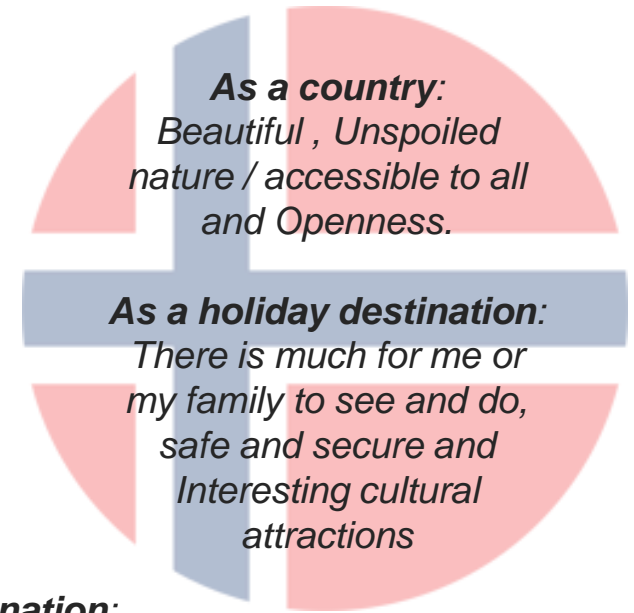 As a country:
Beautiful , Unspoiled
nature / accessible to all
and Openness.
As a holiday destination:
There is much for me or
my family to see and do,
safe and secure and
Interesting cultural
attractions
nation: